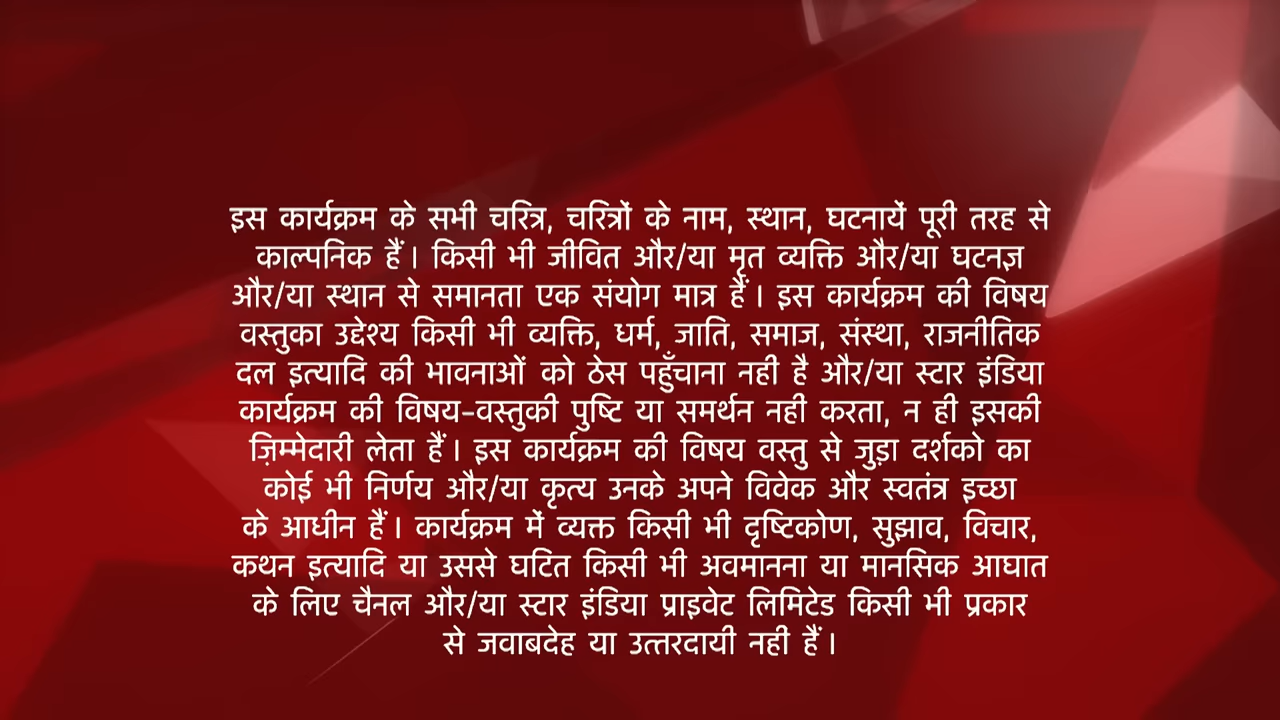 इस कार्यक्रम के सभी चरित्र, चरित्रों के नाम, स्थान, घटनायें पूरी तरह से
काल्पनिक हैं। किसी भी जीवित और/या मृत व्यक्ति और/या घटनज्ञ
और/या स्थान से समानता एक संयोग मात्र हैं। इस कार्यक्रम की विषय
वस्तुका उद्देश्य किसी भी व्यक्ति, धर्म, जाति, समाज, संस्था, राजनीतिक
दल इत्यादि की भावनाओं को ठेस पहुँचाना नही है और/या स्टार इंडिया
कार्यक्रम की विषय-वस्तुकी पुष्टि या समर्थन नही करता, न ही इसकी
ज़िम्मेदारी लेता हैं। इस कार्यक्रम की विषय वस्तु से जुड़ा दर्शको का
कोई भी निर्णय और/या कृत्य उनके अपने विवेक और स्वतंत्र इच्छा
के आधीन हैं। कार्यक्रम में व्यक्त किसी भी दृष्टिकोण, सुझाव, विचार,
कथन इत्यादि या उससे घटित किसी भी अवमानना या मानसिक आघात
के लिए चैनल और/या स्टार इंडिया प्राइवेट लिमिटेड किसी भी प्रकार
से जवाबदेह या उत्तरदायी नही हैं।